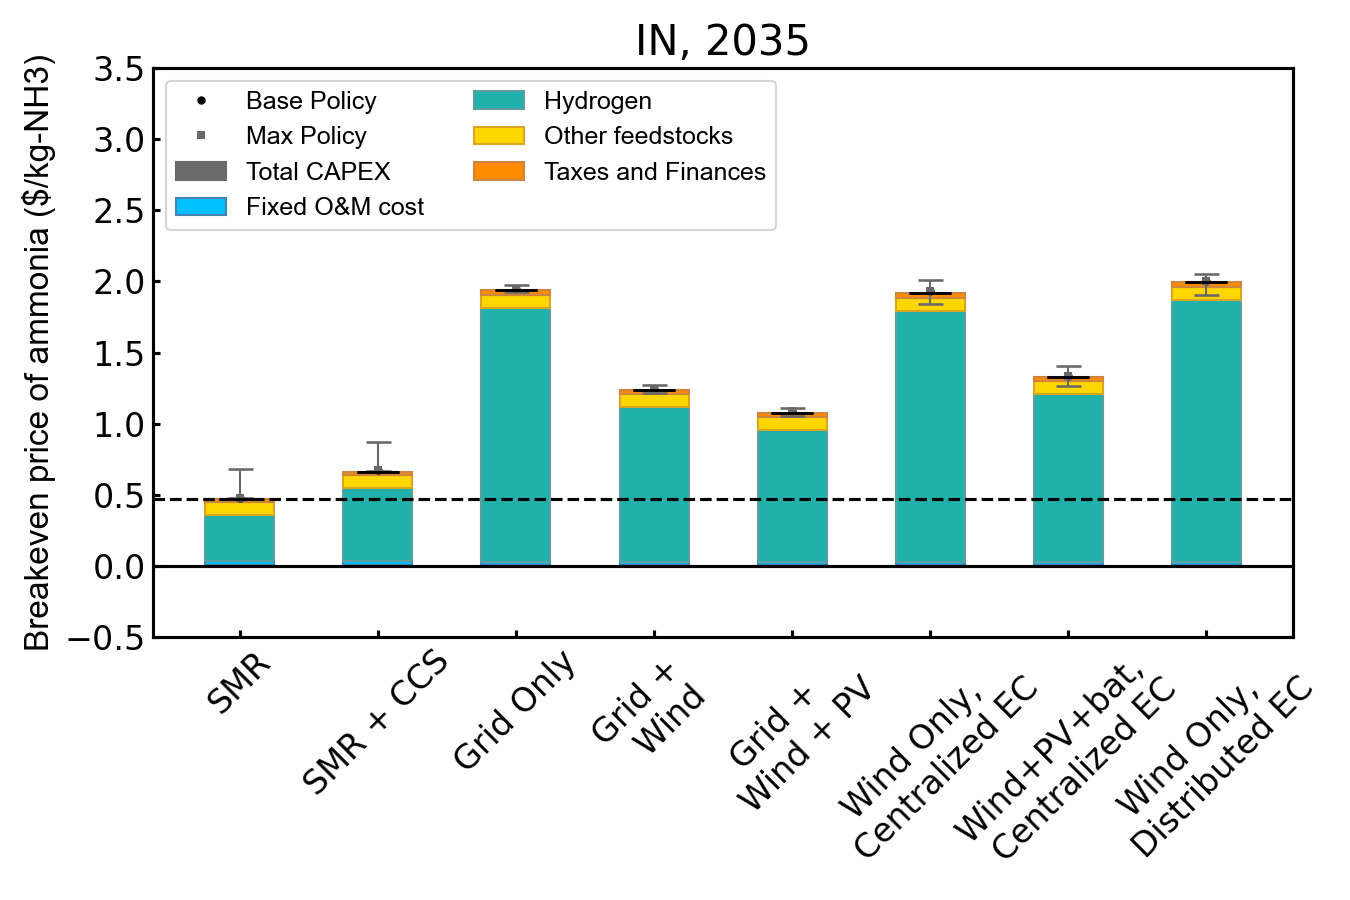 IN, 2035
Breakeven price of ammonia ($/kg-NH3)
3.5
3.0
2.5
2.0
1.5
1.0
0.5
0.0
−0.5
Base Policy
Max Policy
Total CAPEX
Fixed O&M cost
Hydrogen
Other feedstocks
Taxes and Finances
SMR
SMR + CCS
Grid Only
Grid +
Wind
Grid +
Wind + PV
Wind Only,
Centralized EC
Wind+PV+bat,
Centralized EC
Wind Only,
Distributed EC